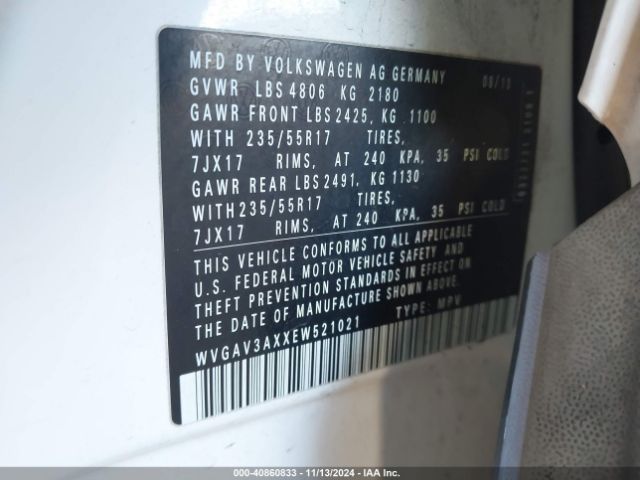 MFD BY VOLKSWAGEN AG GERMANY
GVWR LBS 4806 KG 2180
GAWR FRONT LBS 2425, KG 1100
WITH 235/55R17 TIRES,
7JX17 RIMS, AT 240 KPA, 35 PSI COLD
GAWR REAR LBS 2491, KG 1130
WITH 235/55R17 TIRES,
7JX17 RIMS, AT 240 KPA, 35 PSI COLD
THIS VEHICLE CONFORMS TO ALL APPLICABLE
U.S. FEDERAL MOTOR VEHICLE SAFETY AND
THEFT PREVENTION STANDARDS IN EFFECT ON
THE DATE OF MANUFACTURE SHOWN ABOVE.
WVGAV3AXXEW521021 TYPE: MPV
000-40860833 — 11/13/2024 — IAA Inc.